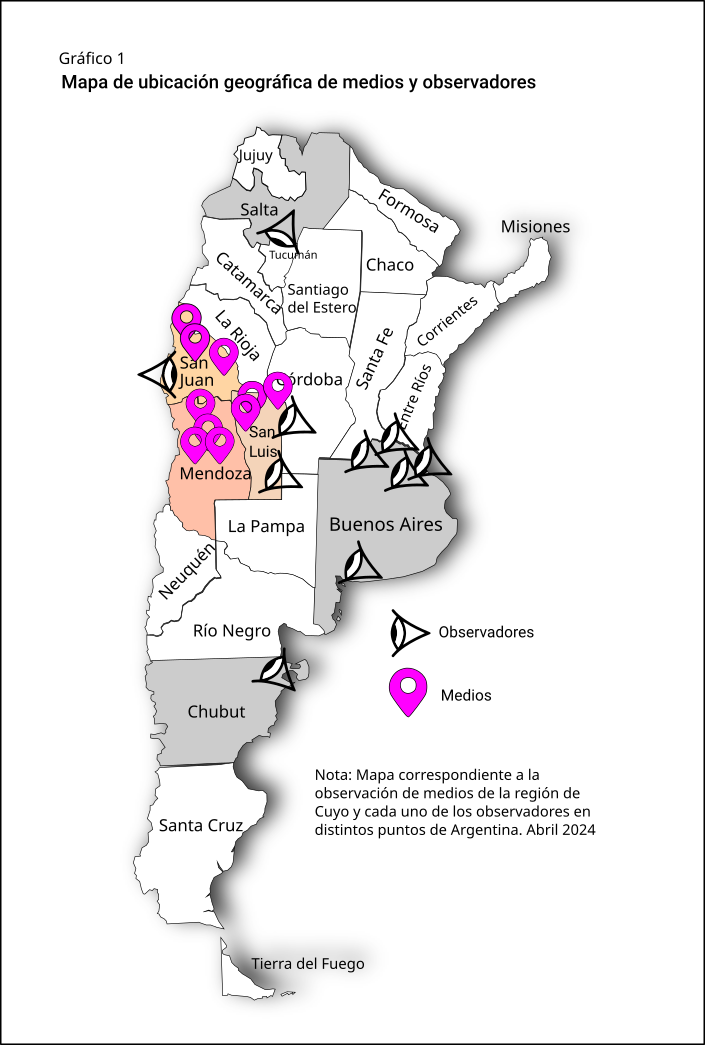 Gráfico 1
Mapa de ubicación geográfica de medios y observadores
Jujuy
Salta
Formosa
Misiones
Tucumán
Catamarca
Chaco
Santiago
del Estero
La Rioja
Corrientes
Santa Fe
San
Juan
Córdoba
Entre Ríos
San
Luis
Mendoza
La Pampa
Buenos Aires
Neuquén
Río Negro
Observadores
Medios
Chubut
Nota: Mapa correspondiente a la
observación de medios de la región de
Cuyo y cada uno de los observadores en
distintos puntos de Argentina. Abril 2024
Santa Cruz
Tierra del Fuego